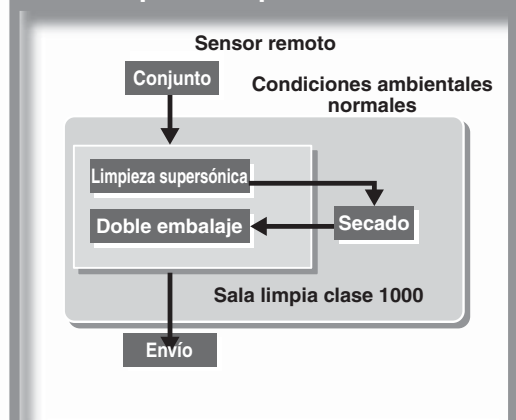 Sensor remoto
Conjunto
Condiciones ambientales
normales
Limpieza supersónica
Doble embalaje
Secado
Sala limpia clase 1000
Envío